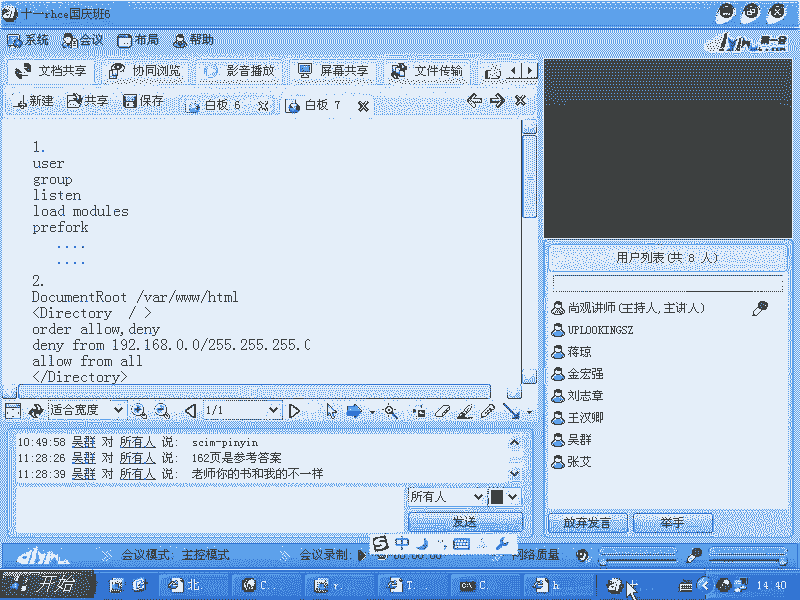 十一rhce国庆班6
系统 会议 布局 帮助
文档共享 协同浏览 影音播放 屏幕共享 文件传输
新建 共享 保存 白板 6 白板 7
1.
user
group
listen
load modules
prefork
....
....
2.
DocumentRoot /var/www/html
<Directory / >
order allow,deny
deny from 192.168.0.0/255.255.255.0
allow from all
</Directory>
适合宽度 1/1
10:49:58 吴群 对 所有人 说: scim-pinyin
11:28:26 吴群 对 所有人 说: 162页是参考答案
11:28:39 吴群 对 所有人 说: 老师你的书和我的不一样
所有人
发送
用户列表(共 8 人)
尚观讲师(主持人,主讲人)
UPLOOKINGSZ
蒋琼
金宏强
刘志章
王汉卿
吴群
张艾
放弃发言 举手
中
会议模式: 主控模式 会议录制: 00:00:00 网络质量
开始 北 C. T. C. h. 十. 14:40